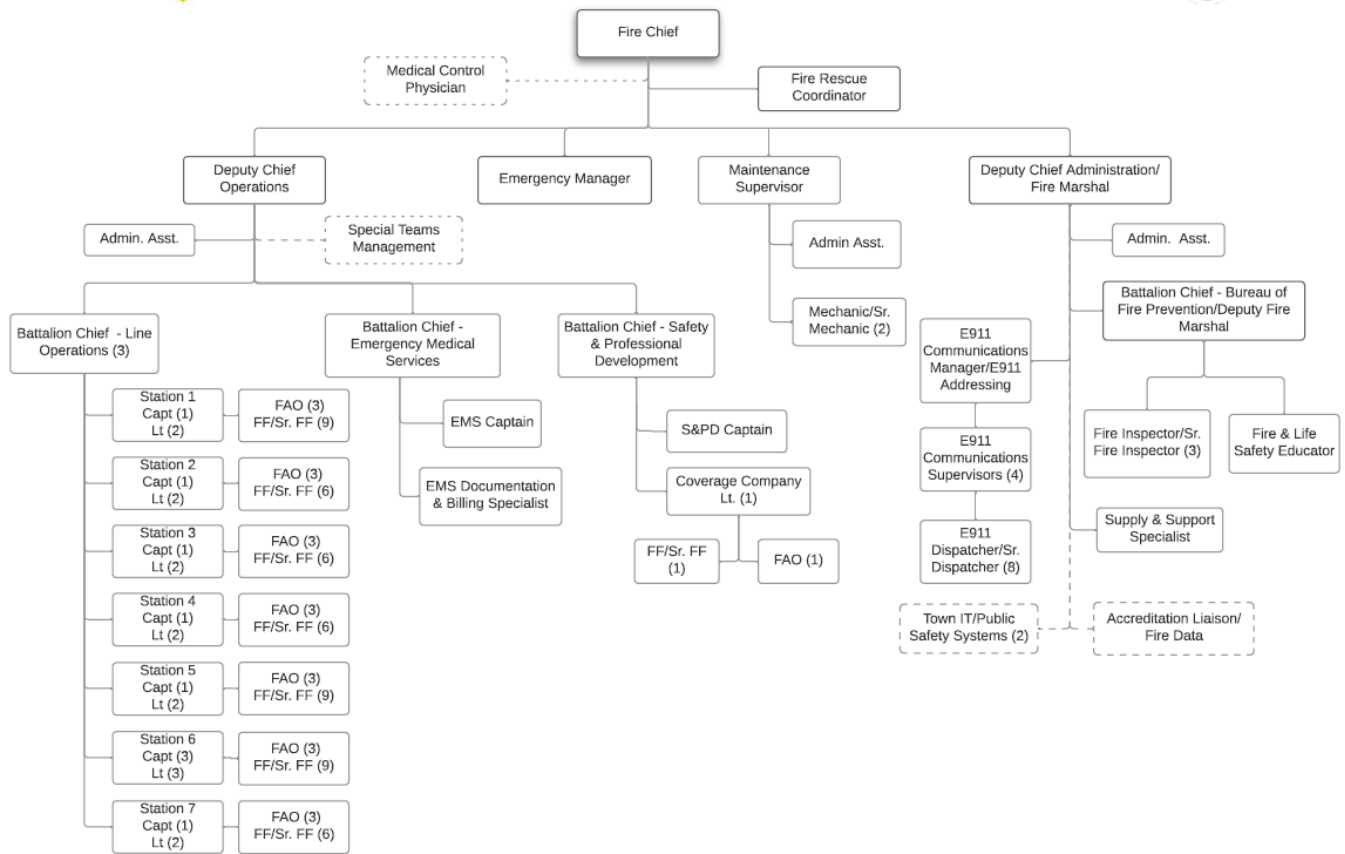 Fire Chief
Medical Control
Physician
Fire Rescue
Coordinator
Deputy Chief
Operations
Emergency Manager
Maintenance
Supervisor
Deputy Chief Administration/
Fire Marshal
Admin. Asst.
Special Teams
Management
Admin Asst.
Admin. Asst.
Battalion Chief - Line
Operations (3)
Battalion Chief -
Emergency Medical
Services
Battalion Chief - Safety
& Professional
Development
Mechanic/Sr.
Mechanic (2)
E911
Communications
Manager/E911
Addressing
Battalion Chief - Bureau of
Fire Prevention/Deputy Fire
Marshal
Station 1
Capt (1)
Lt (2)
FAO (3)
FF/Sr. FF (9)
EMS Captain
S&PD Captain
E911
Communications
Supervisors (4)
Fire Inspector/Sr.
Fire Inspector (3)
Fire & Life
Safety Educator
Station 2
Capt (1)
Lt (2)
FAO (3)
FF/Sr. FF (6)
EMS Documentation
& Billing Specialist
Coverage Company
Lt. (1)
Station 3
Capt (1)
Lt (2)
FAO (3)
FF/Sr. FF (6)
FF/Sr. FF
(1)
FAO (1)
E911
Dispatcher/Sr.
Dispatcher (8)
Supply & Support
Specialist
Station 4
Capt (1)
Lt (2)
FAO (3)
FF/Sr. FF (6)
Town IT/Public
Safety Systems (2)
Accreditation Liaison/
Fire Data
Station 5
Capt (1)
Lt (2)
FAO (3)
FF/Sr. FF (9)
Station 6
Capt (3)
Lt (3)
FAO (3)
FF/Sr. FF (9)
Station 7
Capt (1)
Lt (2)
FAO (3)
FF/Sr. FF (6)